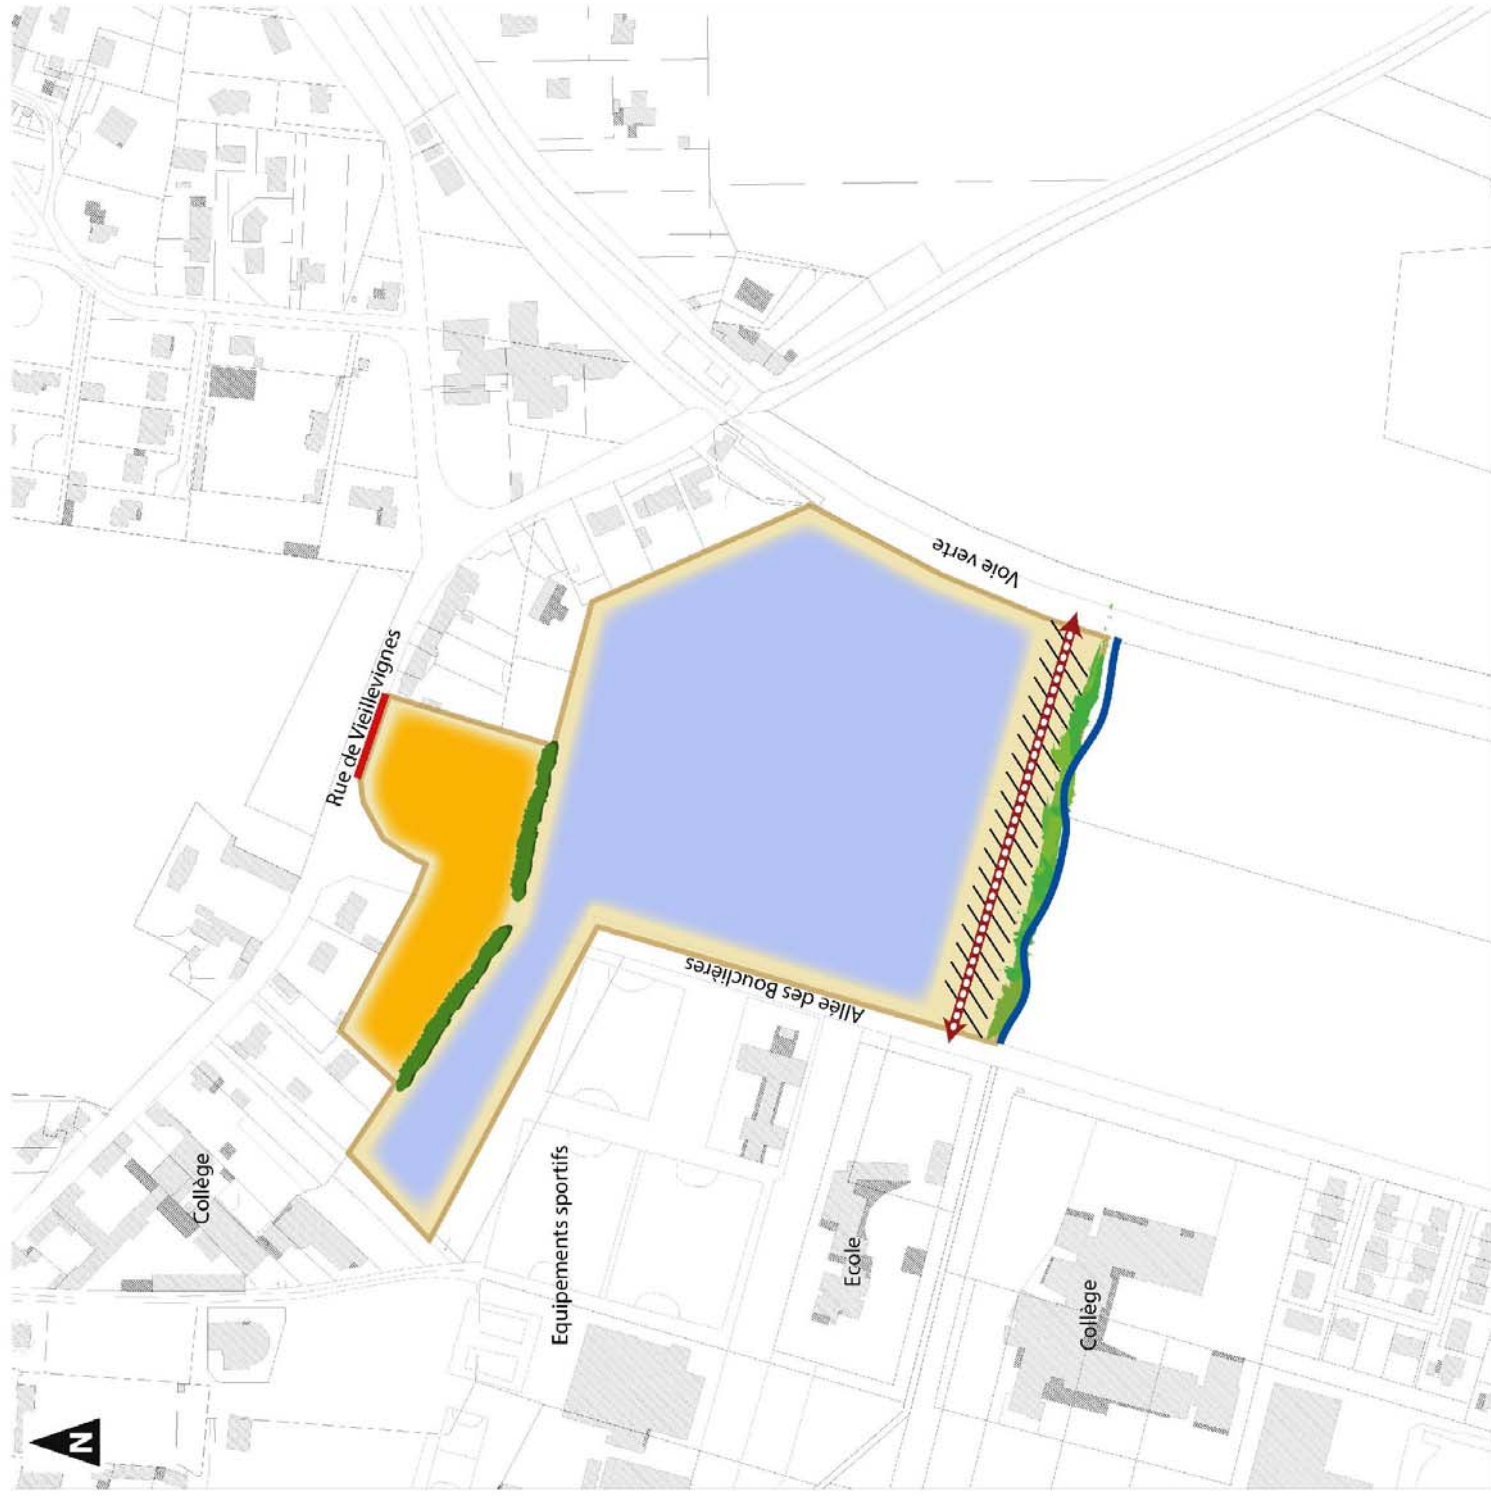 Rue de Vieillevignes
Voie verte
Allée des Bouclières
Collège
Equipements sportifs
Ecole
Collège
N